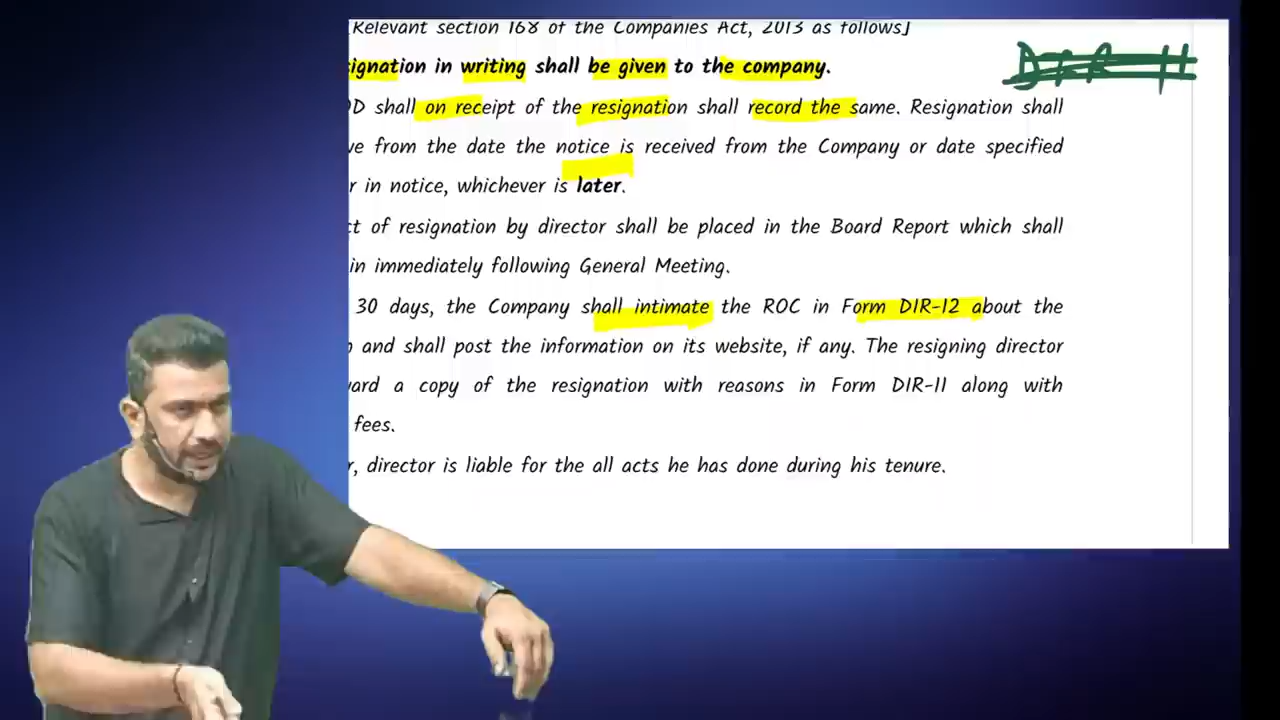 [Relevant section 168 of the Companies Act, 2013 as follows]
DIR 11
signation in writing shall be given to the company.
shall on receipt of the resignation shall record the same. Resignation shall
from the date the notice is received from the Company or date specified
in notice, whichever is later.
of resignation by director shall be placed in the Board Report which shall
in immediately following General Meeting.
30 days, the Company shall intimate the ROC in Form DIR-12 about the
and shall post the information on its website, if any. The resigning director
a copy of the resignation with reasons in Form DIR-11 along with
fees.
director is liable for the all acts he has done during his tenure.